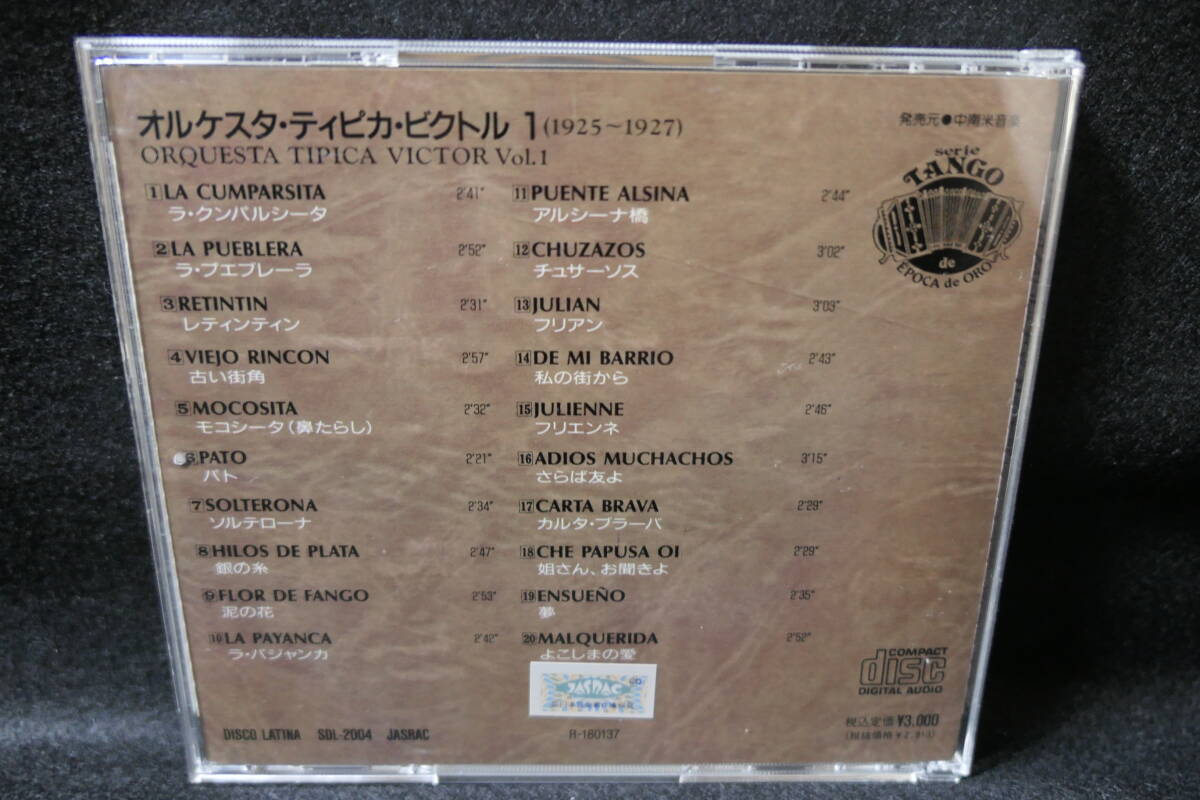 オルケスタ・ティピカ・ビクトル 1 (1925～1927)
ORQUESTA TIPICA VICTOR Vol.1
発売元●中南米音楽
serie
TANGO
de
EPOCA de ORO
1 LA CUMPARSITA 2'41"
ラ・クンパルシータ
2 LA PUEBLERA 2'52"
ラ・プエブレーラ
3 RETINTIN 2'31"
レティンティン
4 VIEJO RINCON 2'57"
古い街角
5 MOCOSITA 2'32"
モコシータ(鼻たらし)
6 PATO 2'21"
パト
7 SOLTERONA 2'34"
ソルテローナ
8 HILOS DE PLATA 2'47"
銀の糸
9 FLOR DE FANGO 2'53"
泥の花
10 LA PAYANCA 2'42"
ラ・パジャンカ
11 PUENTE ALSINA 2'44"
アルシーナ橋
12 CHUZAZOS 3'02"
チュサーソス
13 JULIAN 3'03"
フリアン
14 DE MI BARRIO 2'43"
私の街から
15 JULIENNE 2'46"
フリエンネ
16 ADIOS MUCHACHOS 3'15"
さらば友よ
17 CARTA BRAVA 2'29"
カルタ・ブラーバ
18 CHE PAPUSA OI 2'29"
姐さん、お聞きよ
19 ENSUEÑO 2'35"
夢
20 MALQUERIDA 2'52"
よこしまの愛
JASRAC
COMPACT
disc
DIGITAL AUDIO
税込定価 ¥3,000
(税抜価格¥2,913)
DISCO LATINA SDL-2004 JASRAC
R-180137